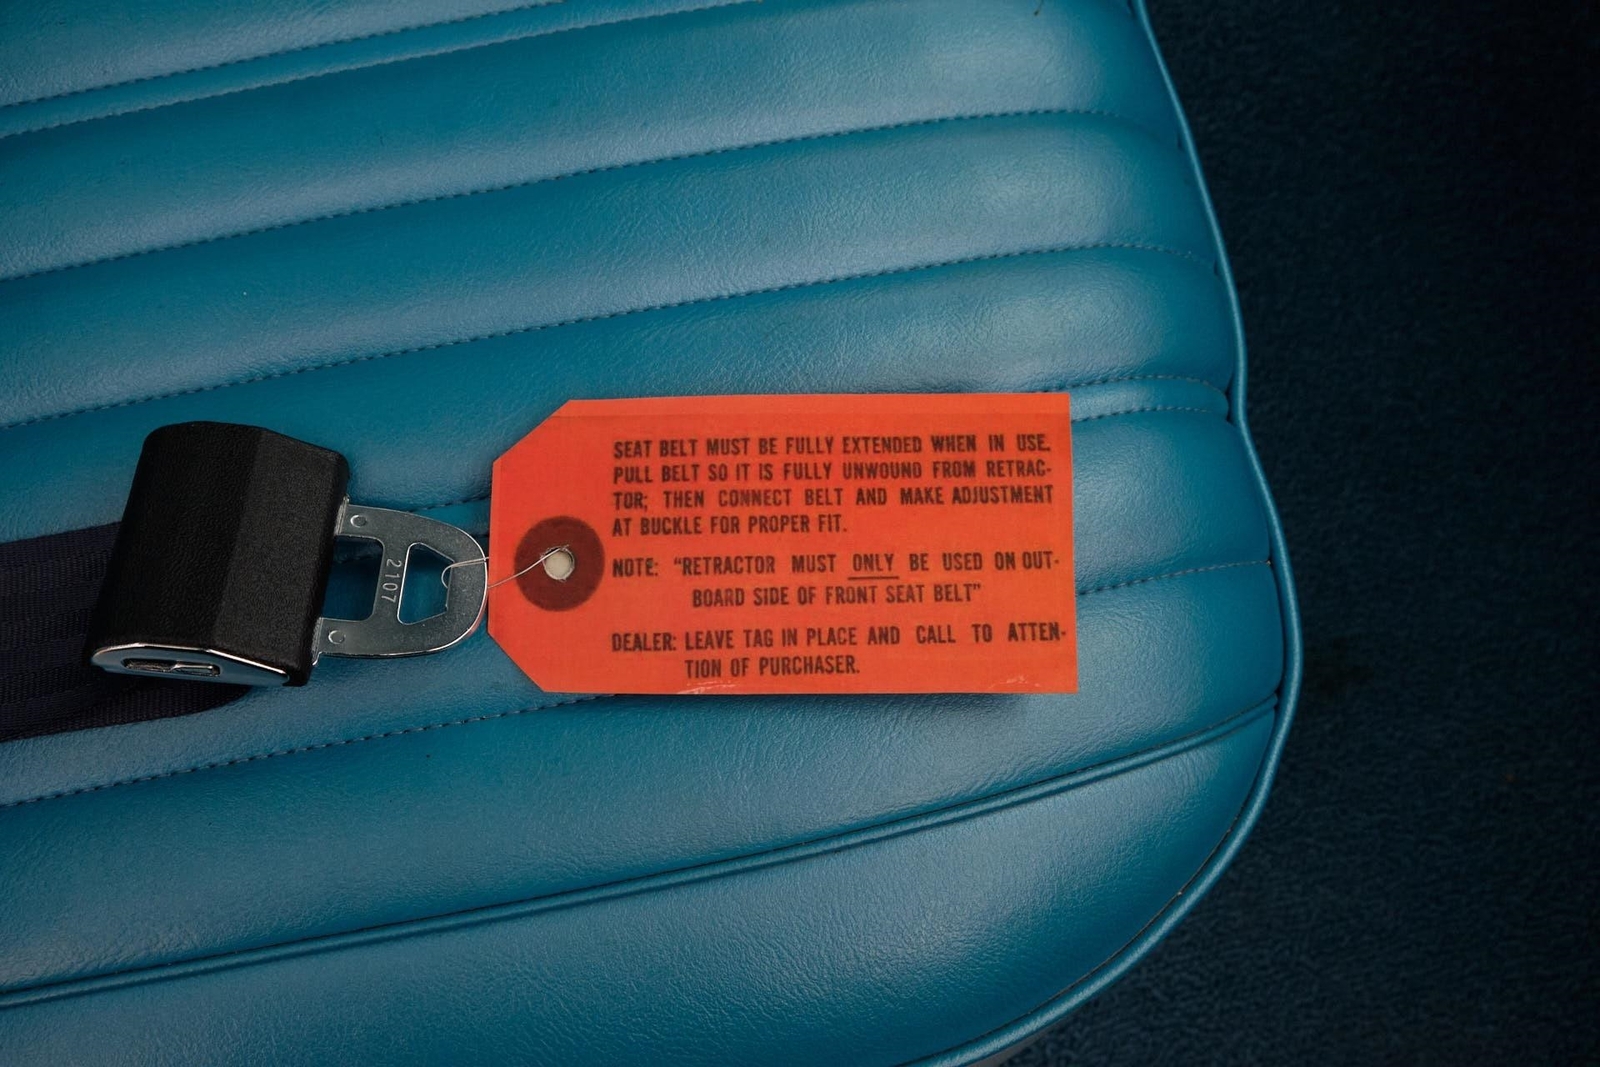 SEAT BELT MUST BE FULLY EXTENDED WHEN IN USE.
PULL BELT SO IT IS FULLY UNWOUND FROM RETRAC-
TOR; THEN CONNECT BELT AND MAKE ADJUSTMENT
AT BUCKLE FOR PROPER FIT.
NOTE: "RETRACTOR MUST ONLY BE USED ON OUT-
BOARD SIDE OF FRONT SEAT BELT"
DEALER: LEAVE TAG IN PLACE AND CALL TO ATTEN-
TION OF PURCHASER.
2107